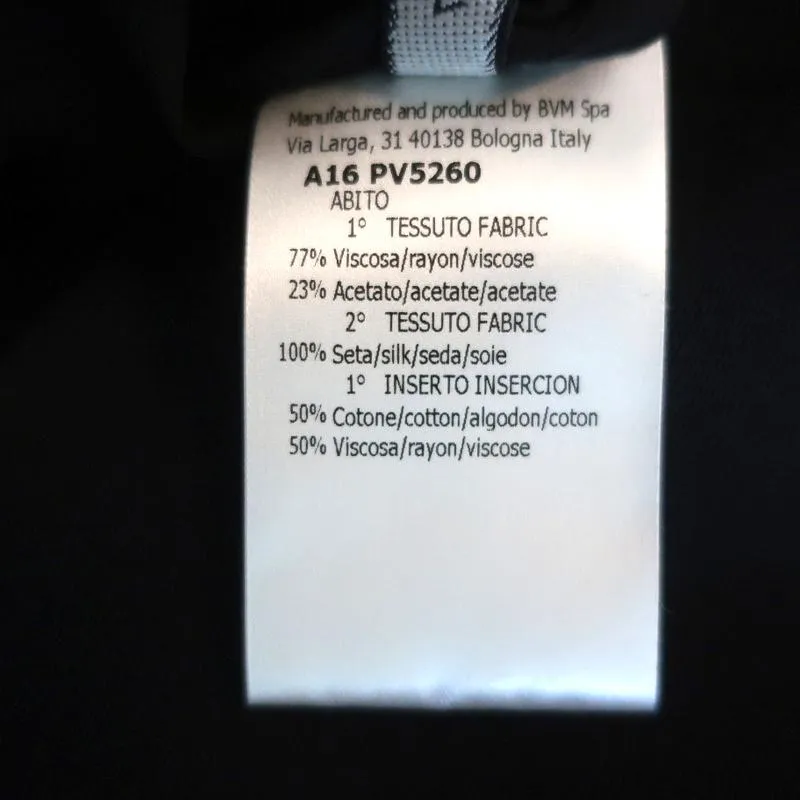 Manufactured and produced by BVM Spa
Via Larga, 31 40138 Bologna Italy
A16 PV5260
ABITO
1° TESSUTO FABRIC
77% Viscosa/rayon/viscose
23% Acetato/acetate/acetate
2° TESSUTO FABRIC
100% Seta/silk/seda/soie
1° INSERTO INSERCION
50% Cotone/cotton/algodon/coton
50% Viscosa/rayon/viscose